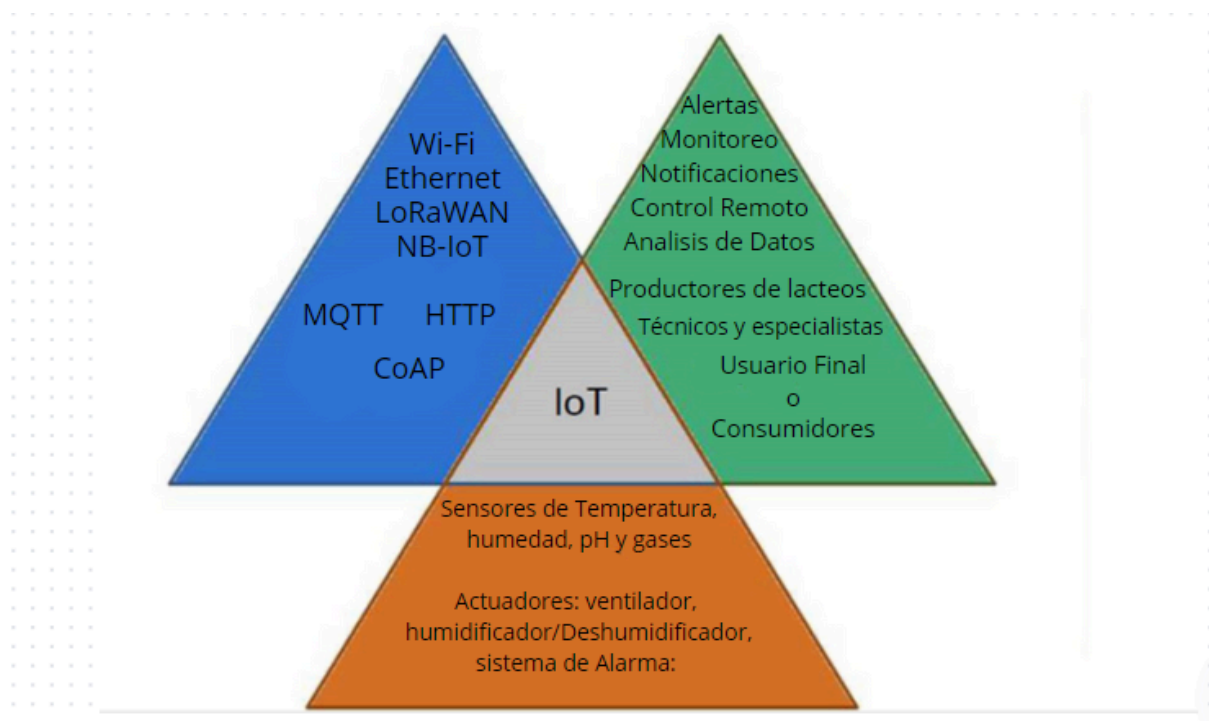 Wi-Fi
Ethernet
LoRaWAN
NB-IoT
MQTT HTTP
CoAP
Alertas
Monitoreo
Notificaciones
Control Remoto
Analisis de Datos
Productores de lacteos
Técnicos y especialistas
Usuario Final
o
Consumidores
IoT
Sensores de Temperatura,
humedad, pH y gases
Actuadores: ventilador,
humidificador/Deshumidificador,
sistema de Alarma: